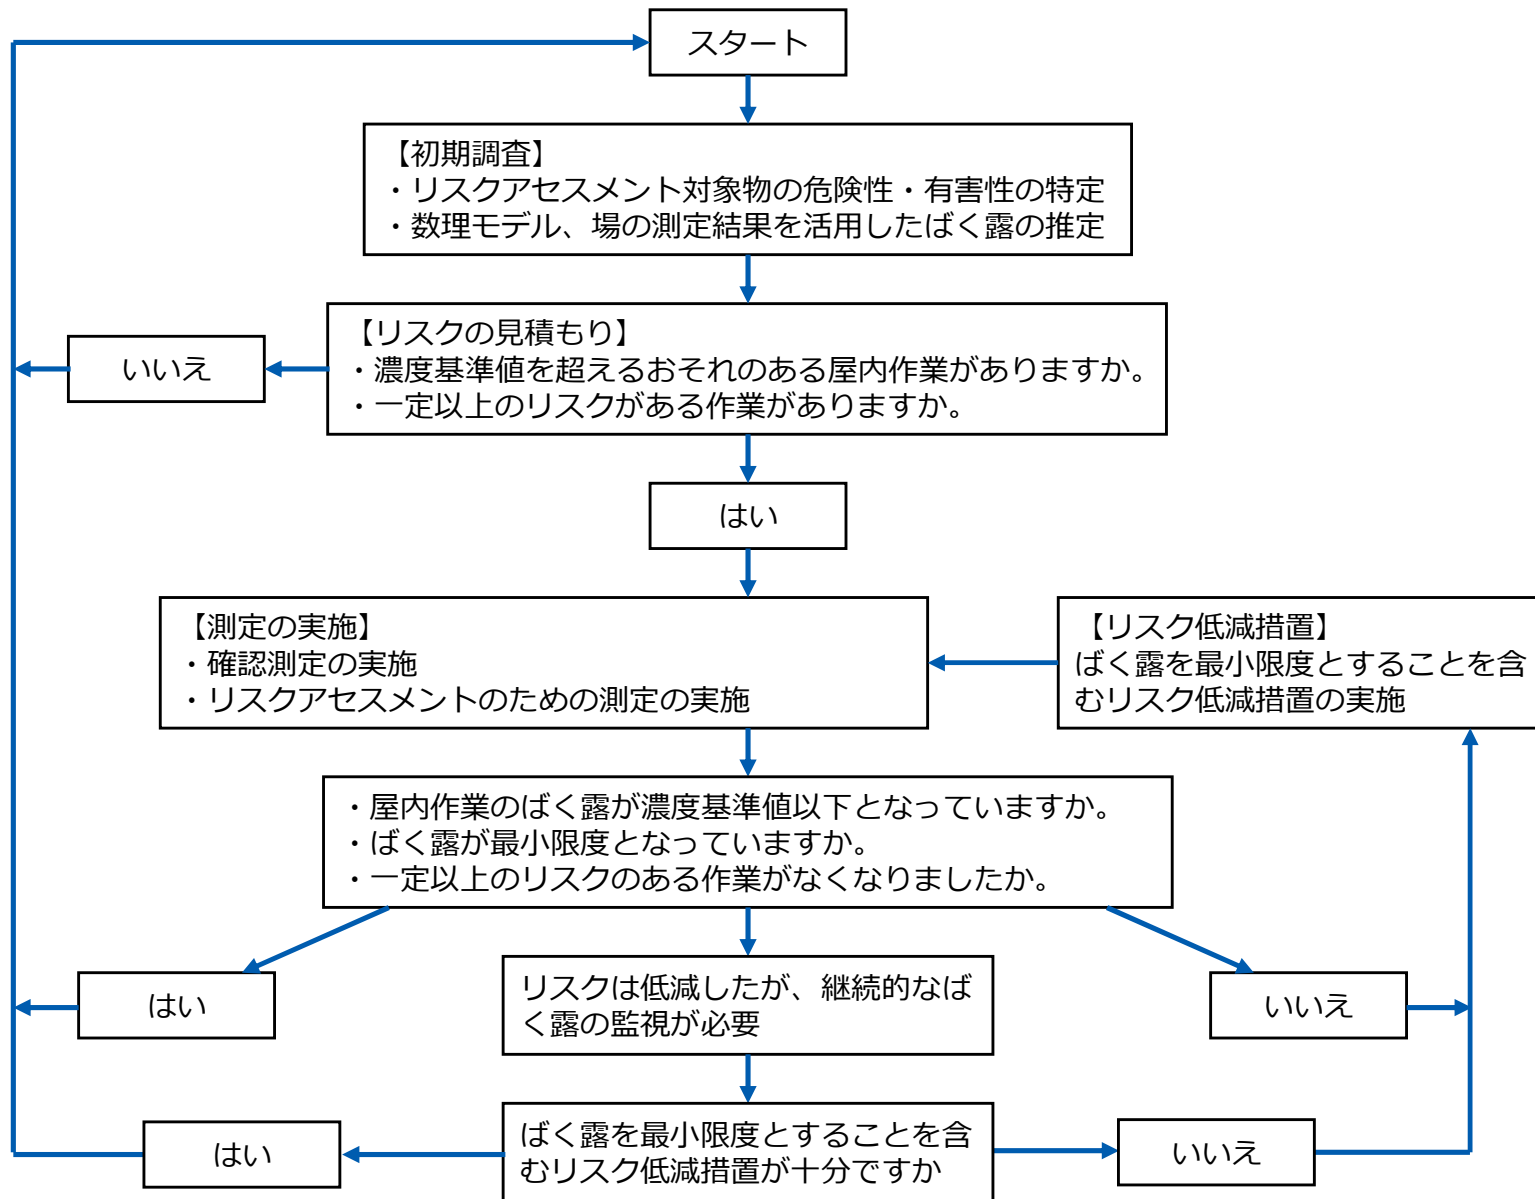 スタート
【初期調査】
・リスクアセスメント対象物の危険性・有害性の特定
・数理モデル、場の測定結果を活用したばく露の推定
【リスクの見積もり】
・濃度基準値を超えるおそれのある屋内作業がありますか。
・一定以上のリスクがある作業がありますか。
いいえ
はい
【測定の実施】
・確認測定の実施
・リスクアセスメントのための測定の実施
【リスク低減措置】
ばく露を最小限度とすることを含
むリスク低減措置の実施
・屋内作業のばく露が濃度基準値以下となっていますか。
・ばく露が最小限度となっていますか。
・一定以上のリスクのある作業がなくなりましたか。
はい
リスクは低減したが、継続的なば
く露の監視が必要
いいえ
はい
ばく露を最小限度とすることを含
むリスク低減措置が十分ですか
いいえ